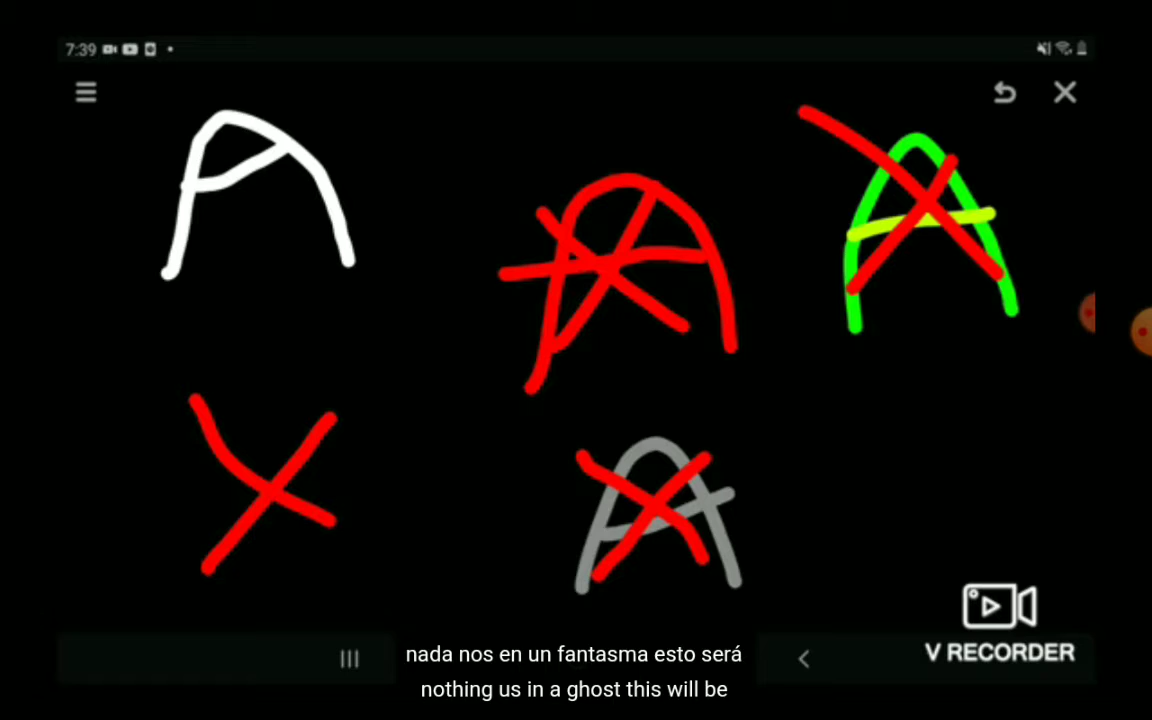 7:39
A
A
A
X
A
V RECORDER
nada nos en un fantasma esto será
nothing us in a ghost this will be